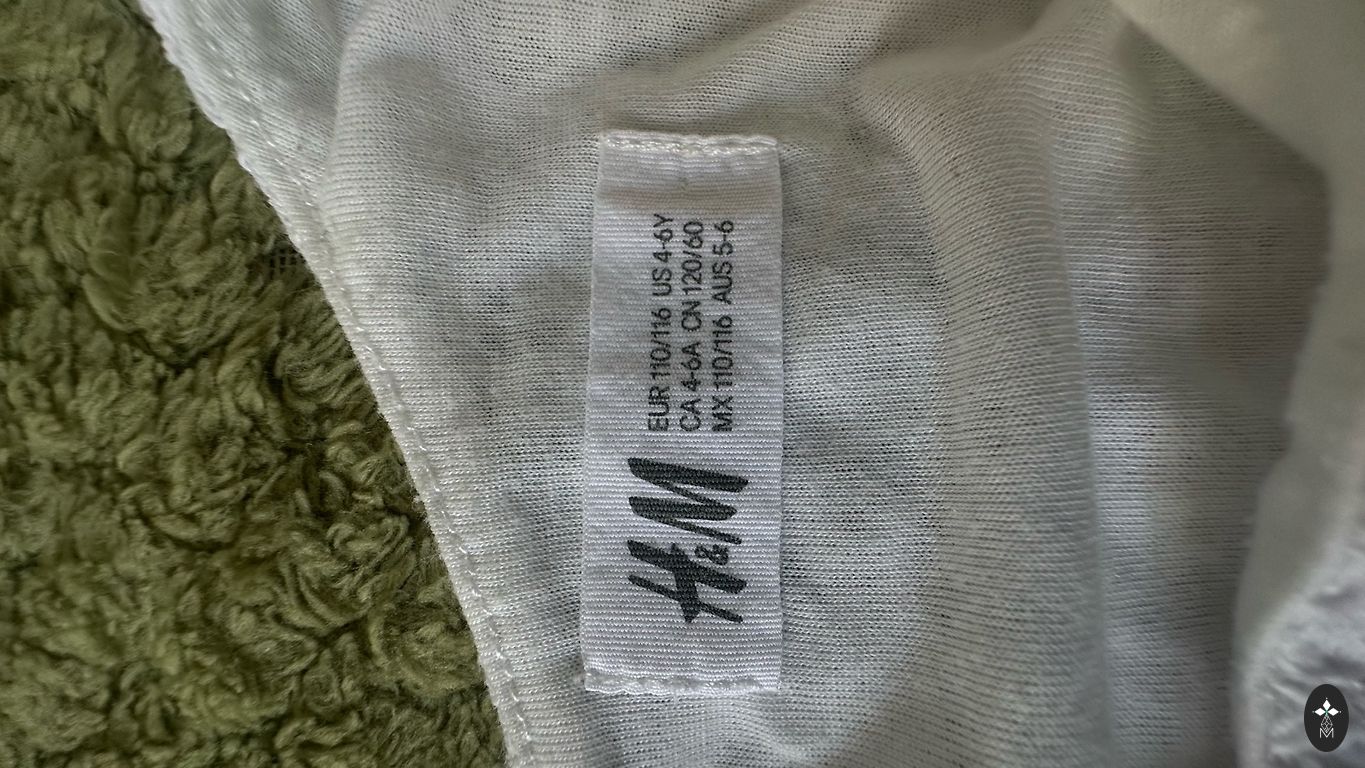 H&M
EUR 110/116 US 4-6Y
CA 4-6A CN 120/60
MX 110/116 AUS 5-6
M